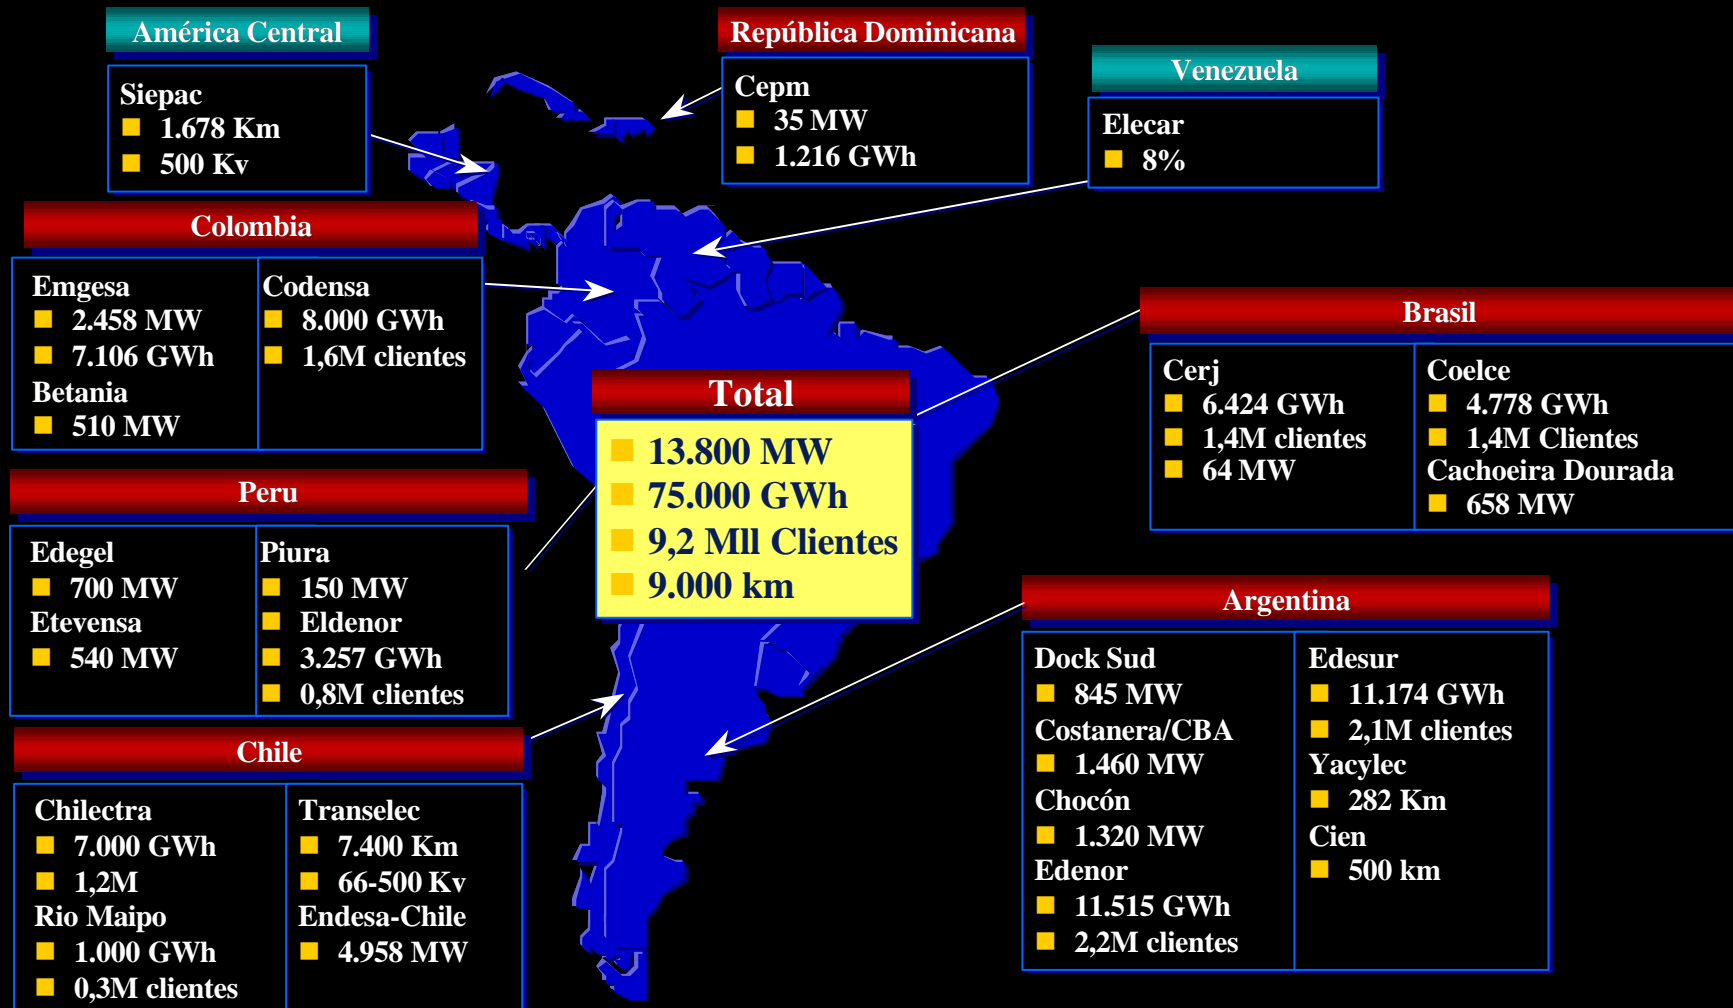 América Central
Siepac
1.678 Km
500 Kv
República Dominicana
Cepm
35 MW
1.216 GWh
Venezuela
Elecar
8%
Colombia
Emgesa
2.458 MW
7.106 GWh
Betania
510 MW
Codensa
8.000 GWh
1,6M clientes
Brasil
Cerj
6.424 GWh
1,4M clientes
64 MW
Coelce
4.778 GWh
1,4M Clientes
Cachoeira Dourada
658 MW
Total
13.800 MW
75.000 GWh
9,2 Mll Clientes
9.000 km
Peru
Edegel
700 MW
Etevensa
540 MW
Piura
150 MW
Eldenor
3.257 GWh
0,8M clientes
Argentina
Dock Sud
845 MW
Costanera/CBA
1.460 MW
Chocón
1.320 MW
Edenor
11.515 GWh
2,2M clientes
Edesur
11.174 GWh
2,1M clientes
Yacylec
282 Km
Cien
500 km
Chile
Chilectra
7.000 GWh
1,2M
Rio Maipo
1.000 GWh
0,3M clientes
Transelec
7.400 Km
66-500 Kv
Endesa-Chile
4.958 MW